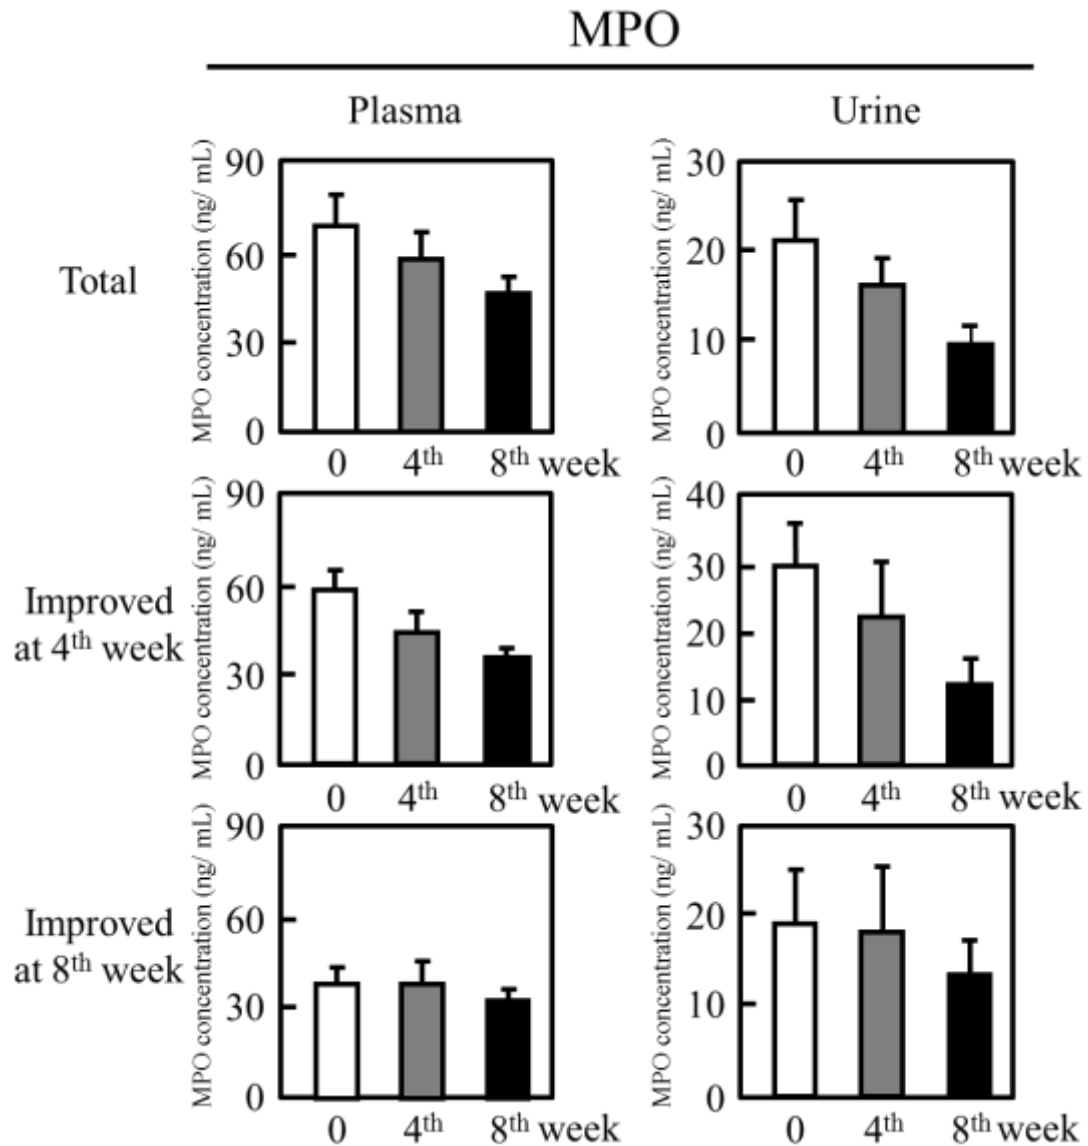 MPO
Plasma
Urine
Total
MPO concentration (ng/ mL)
90
60
30
0
0 4th 8th week
MPO concentration (ng/ mL)
30
20
10
0
0 4th 8th week
Improved
at 4th week
MPO concentration (ng/ mL)
90
60
30
0
0 4th 8th week
MPO concentration (ng/ mL)
40
30
20
10
0
0 4th 8th week
Improved
at 8th week
MPO concentration (ng/ mL)
90
60
30
0
0 4th 8th week
MPO concentration (ng/ mL)
30
20
10
0
0 4th 8th week